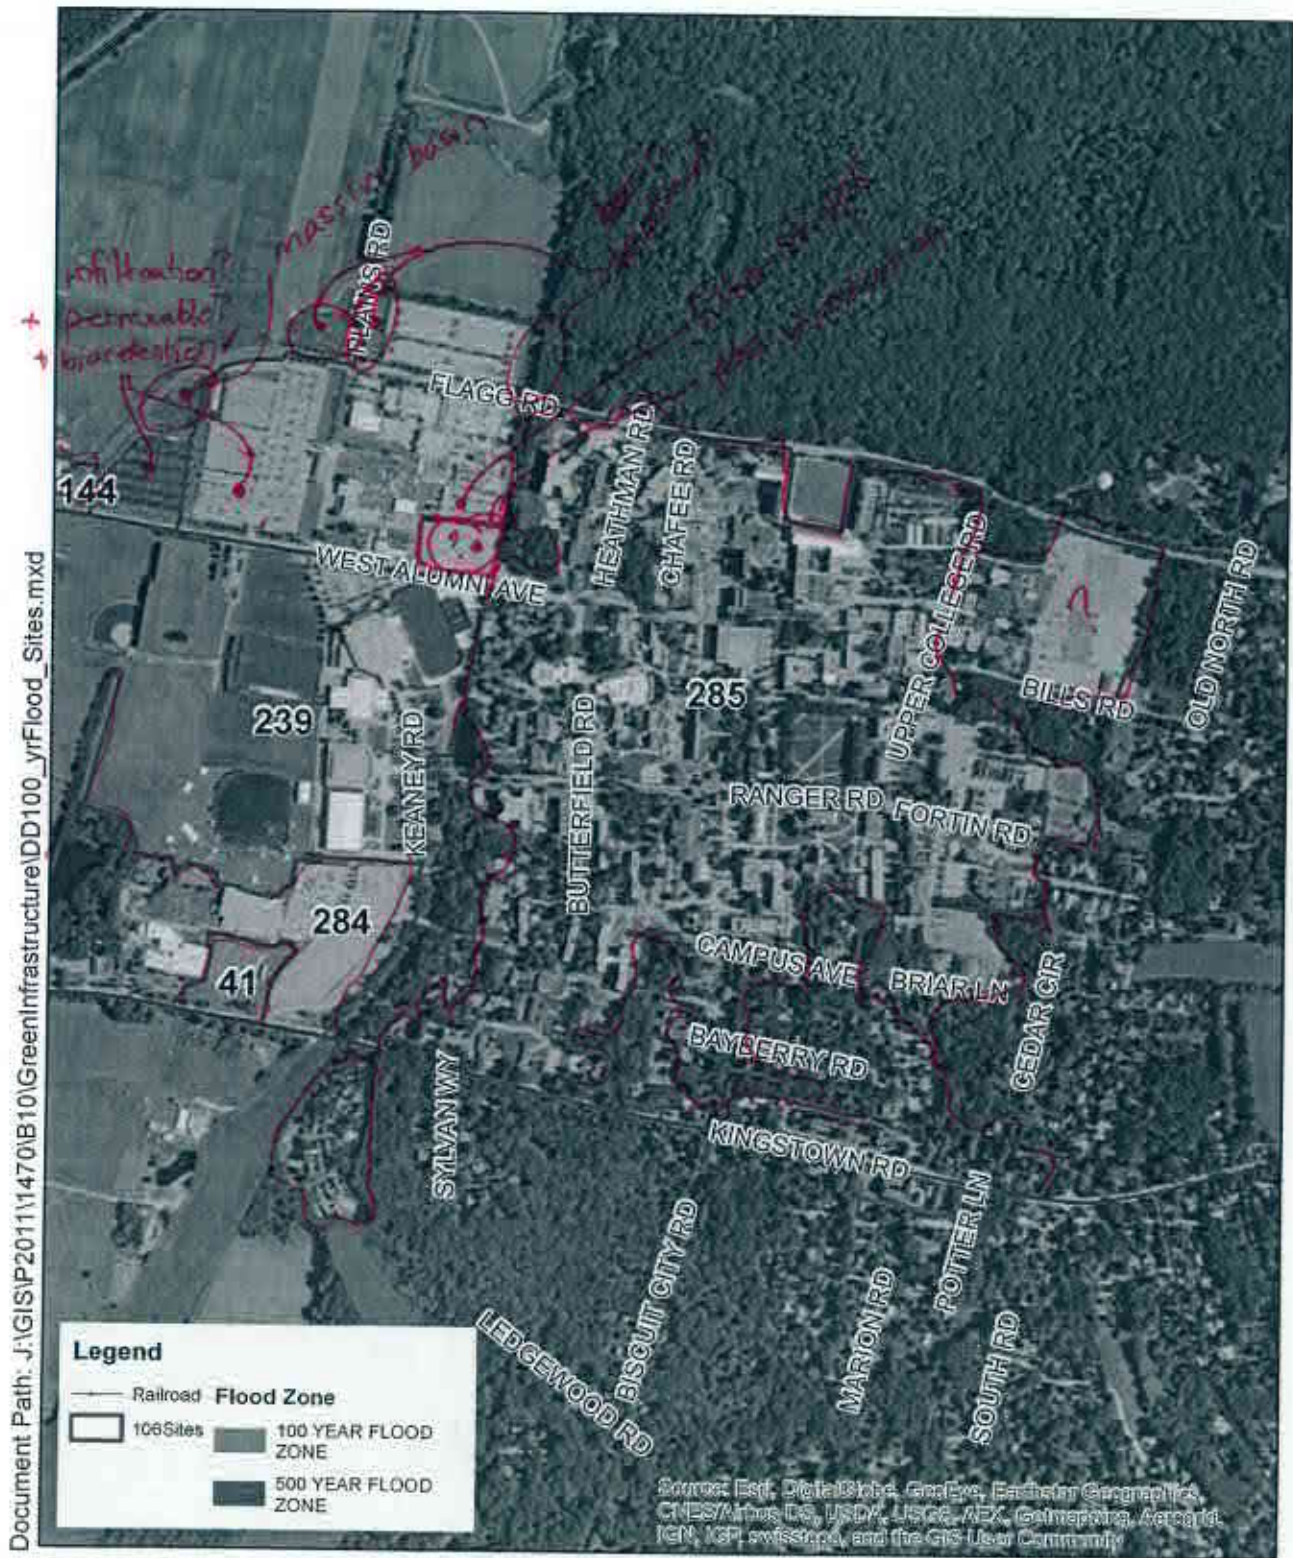 Document Path: J:\GIS\P2011\1470\B10\GreenInfrastructure\DD100_yrFlood_Sites.mxd
massive basin
infiltration?
+ permeable?
+ bioretention?
PLAINS RD
FLAGG RD
HEATHMAN RD
CHAFEE RD
144
WEST ALUMNI AVE
UPPER COLLEGE RD
OLD NORTH RD
BILLS RD
239
285
KEANEY RD
BUTTERFIELD RD
RANGER RD
FORTIN RD
284
41
CAMPUS AVE
BRIAR LN
CEDAR CIR
BAYBERRY RD
SYLVAN WY
KINGSTOWN RD
BISCUIT CITY RD
POTTER LN
MARION RD
LEDGEWOOD RD
SOUTH RD
Legend
Railroad
106Sites
Flood Zone
100 YEAR FLOOD
ZONE
500 YEAR FLOOD
ZONE
Source: Esri, DigitalGlobe, GeoEye, Earthstar Geographics,
CNES/Airbus DS, USDA, USGS, AEX, Getmapping, Aerogrid,
IGN, IGP, swisstopo, and the GIS User Community